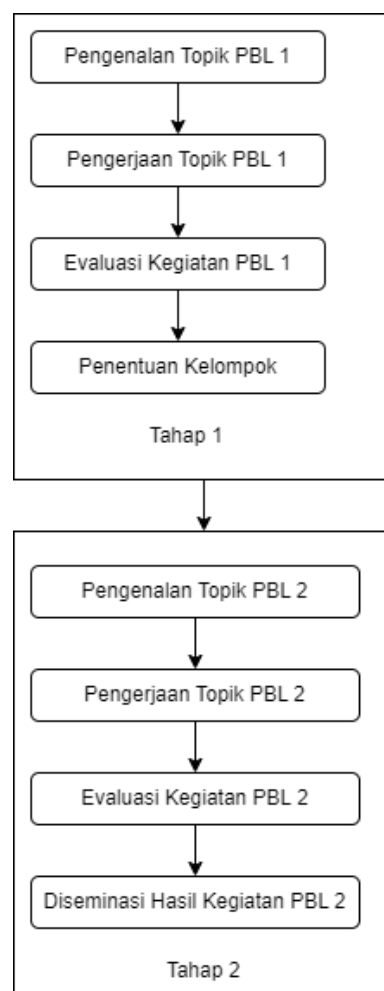 Pengenalan Topik PBL 1
Pengerjaan Topik PBL 1
Evaluasi Kegiatan PBL 1
Penentuan Kelompok
Tahap 1
Pengenalan Topik PBL 2
Pengerjaan Topik PBL 2
Evaluasi Kegiatan PBL 2
Diseminasi Hasil Kegiatan PBL 2
Tahap 2